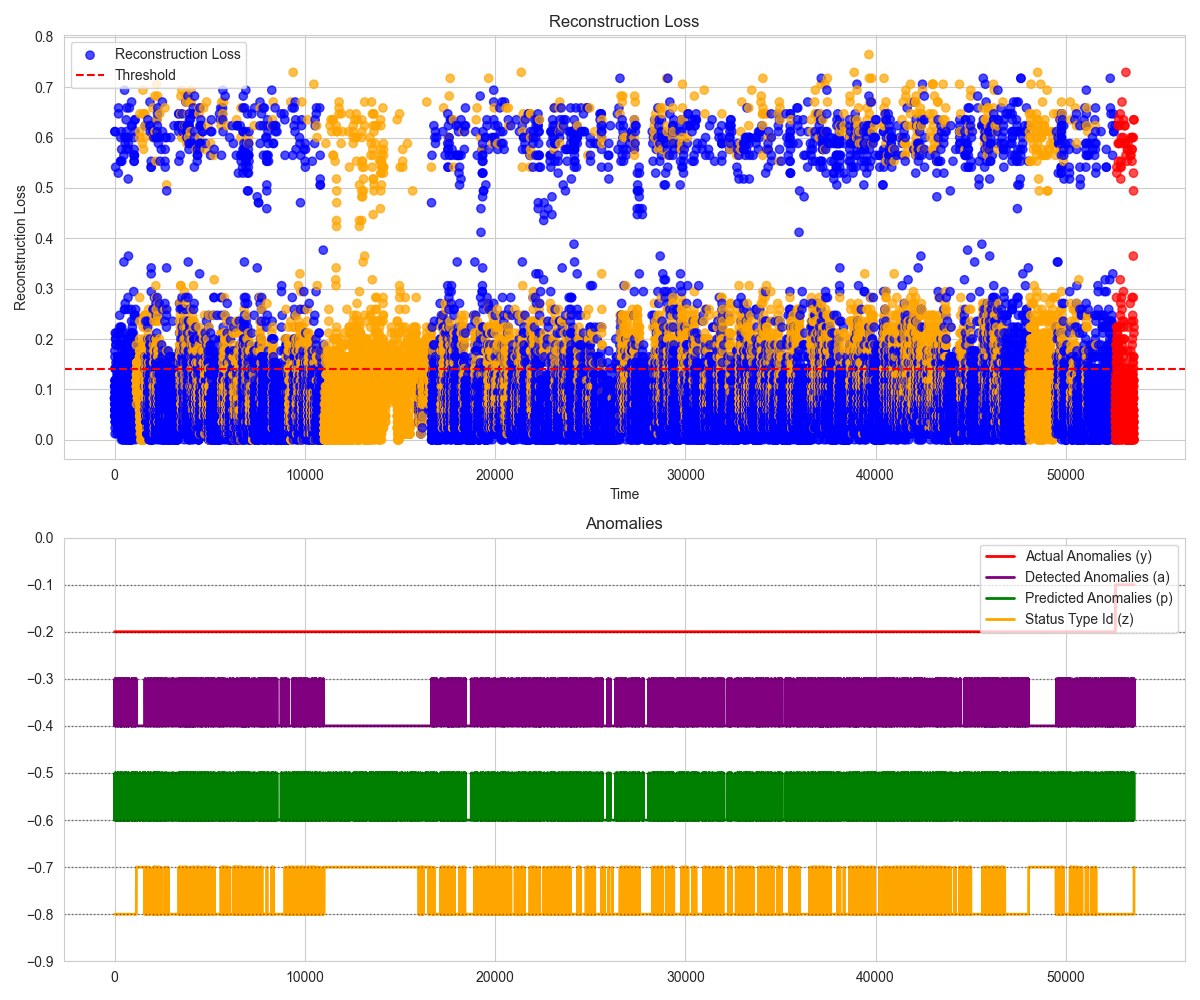 Reconstruction Loss
0.8
0.7
0.6
0.5
0.4
0.3
0.2
0.1
0.0
Reconstruction Loss
Reconstruction Loss
Threshold
0 10000 20000 30000 40000 50000
Time
Anomalies
0.0
−0.1
−0.2
−0.3
−0.4
−0.5
−0.6
−0.7
−0.8
−0.9
Actual Anomalies (y)
Detected Anomalies (a)
Predicted Anomalies (p)
Status Type Id (z)
0 10000 20000 30000 40000 50000